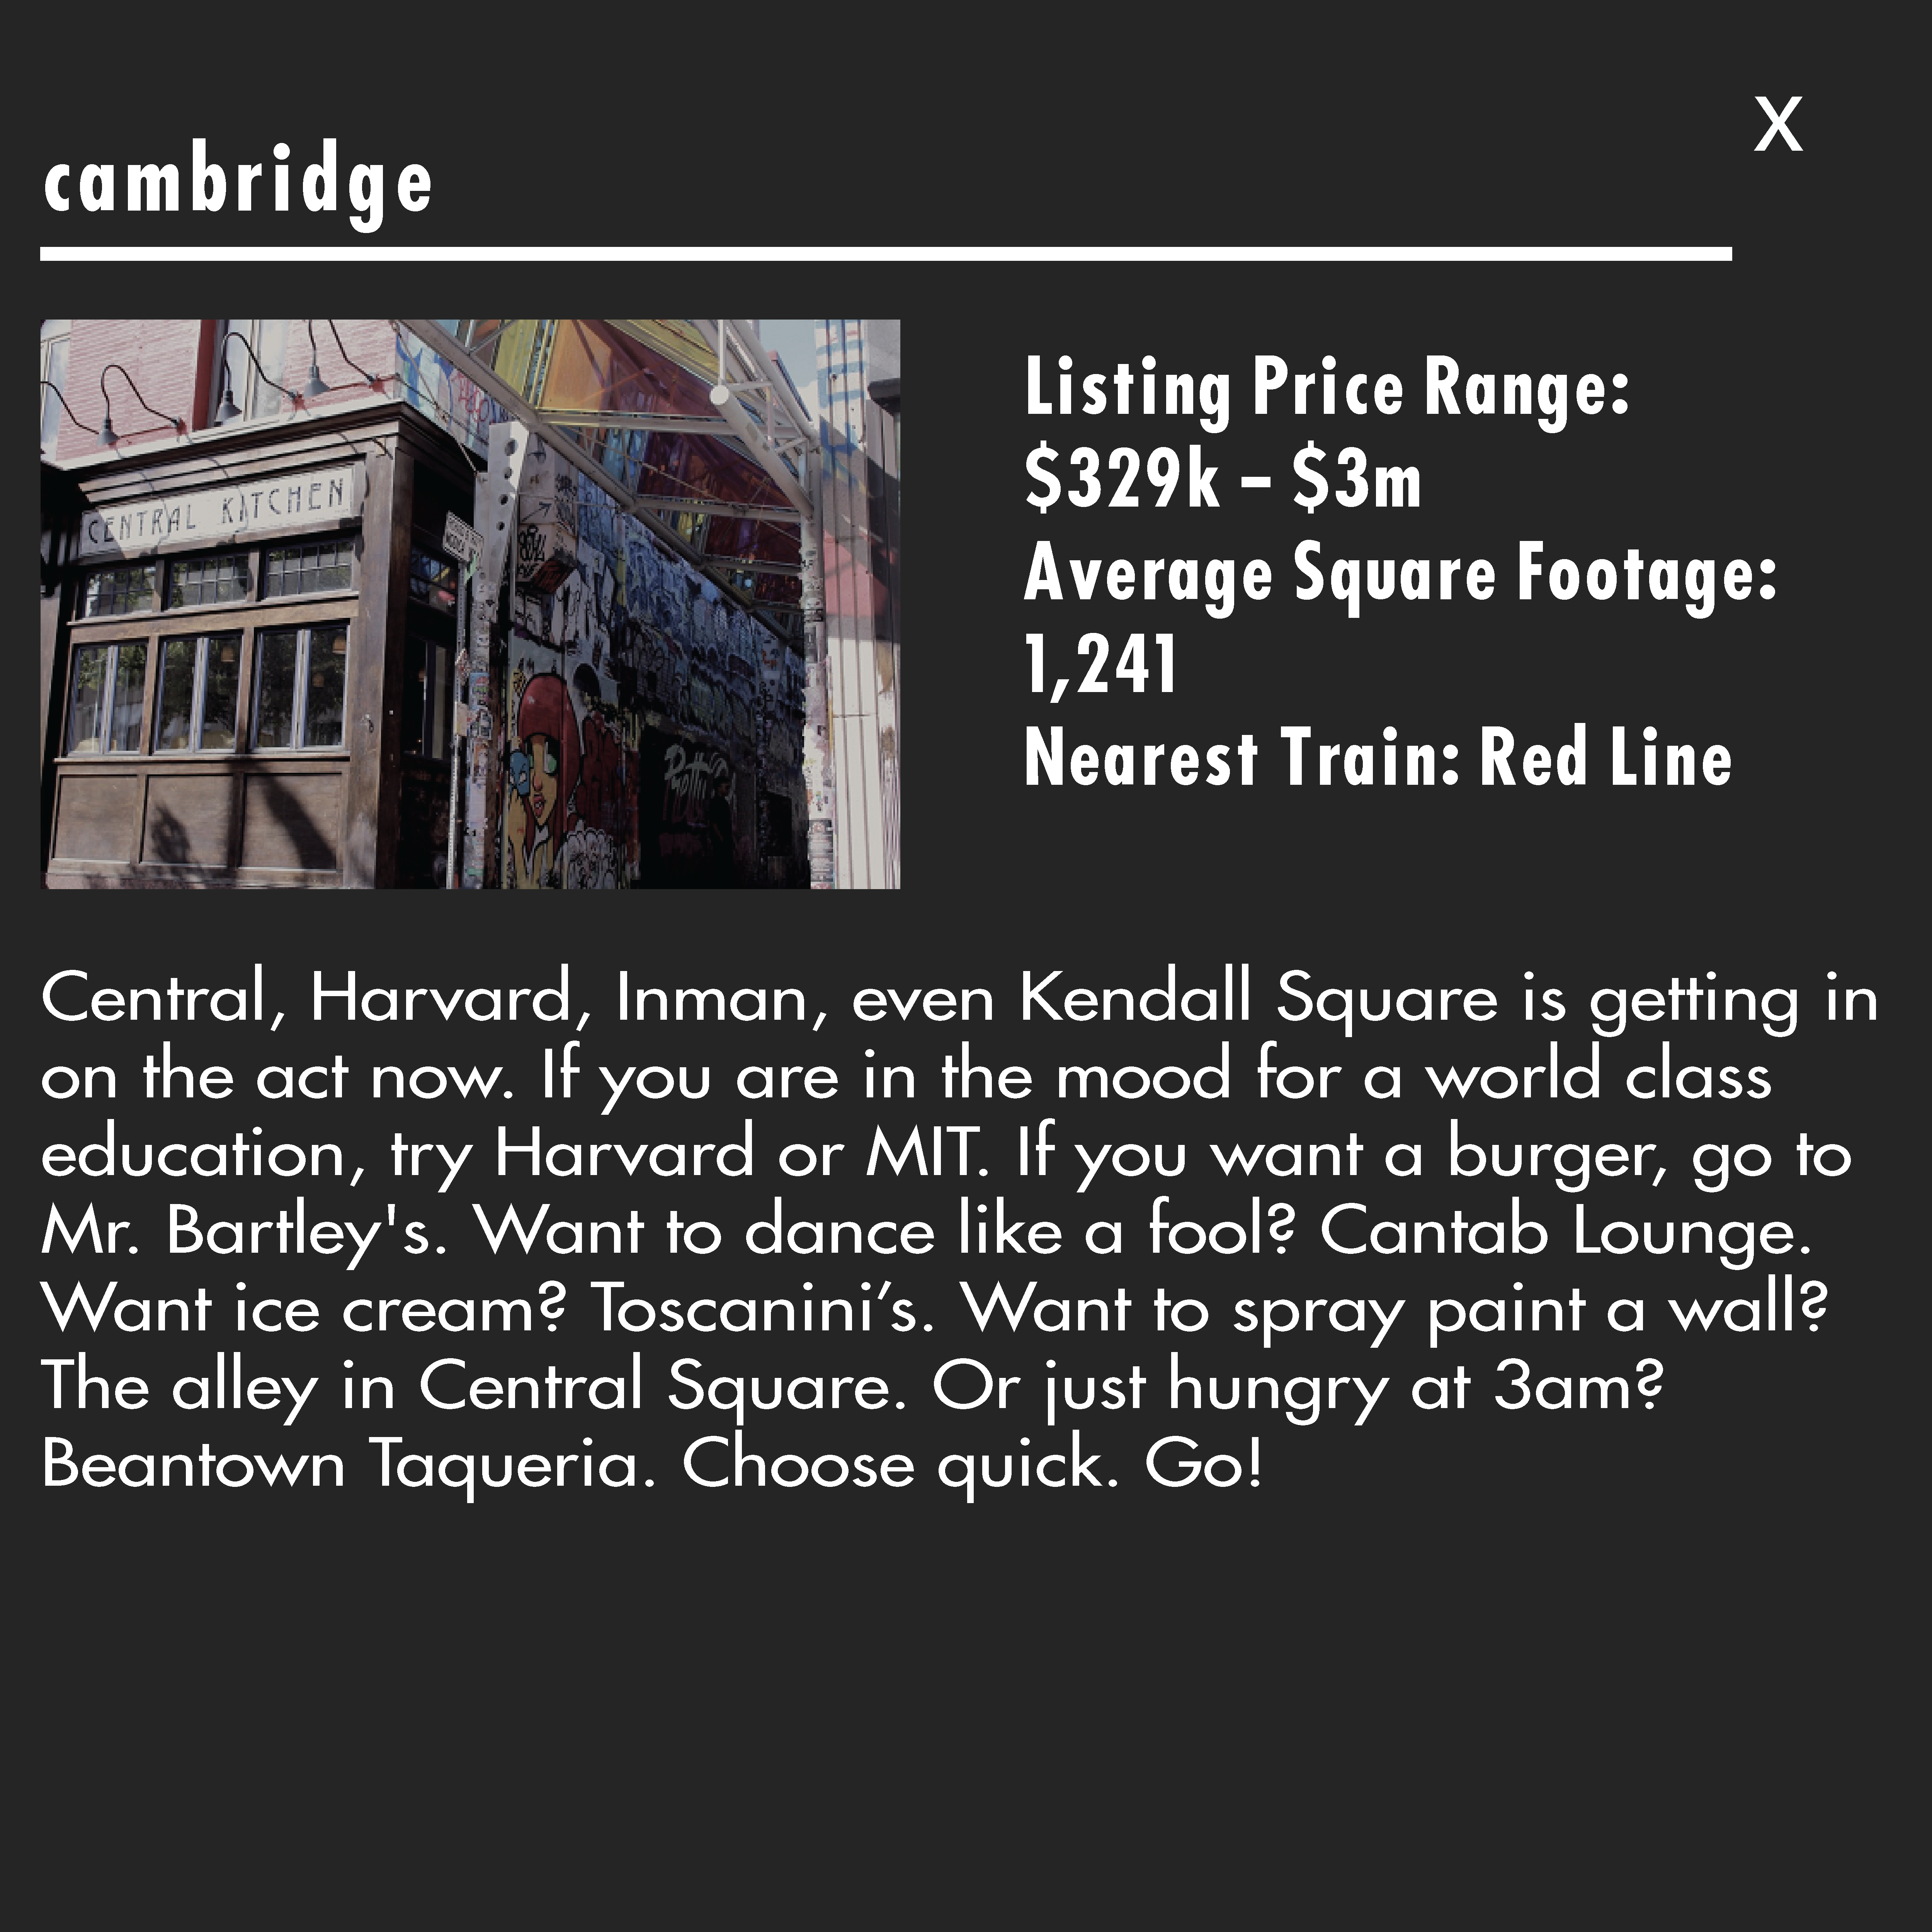 cambridge
X
CENTRAL KITCHEN
Listing Price Range:
$329k – $3m
Average Square Footage:
1,241
Nearest Train: Red Line
Central, Harvard, Inman, even Kendall Square is getting in
on the act now. If you are in the mood for a world class
education, try Harvard or MIT. If you want a burger, go to
Mr. Bartley's. Want to dance like a fool? Cantab Lounge.
Want ice cream? Toscanini’s. Want to spray paint a wall?
The alley in Central Square. Or just hungry at 3am?
Beantown Taqueria. Choose quick. Go!